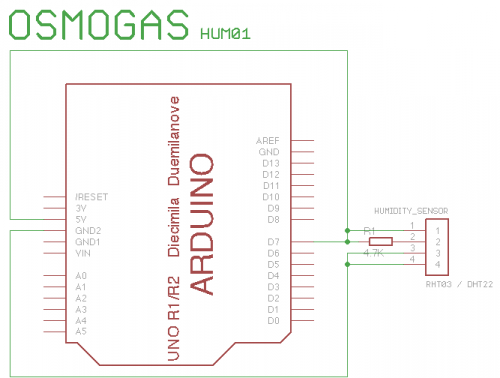 OSMOGAS HUM01
UNO R1/R2 Diecimila Duemilanove
ARDUINO
/RESET
3V
5V
GND2
GND1
VIN
A0
A1
A2
A3
A4
A5
AREF
GND
D13
D12
D11
D10
D9
D8
D7
D6
D5
D4
D3
D2
D1
D0
HUMIDITY_SENSOR
R1
4.7K
1 1
2 2
3 3
4 4
RHT03 / DHT22